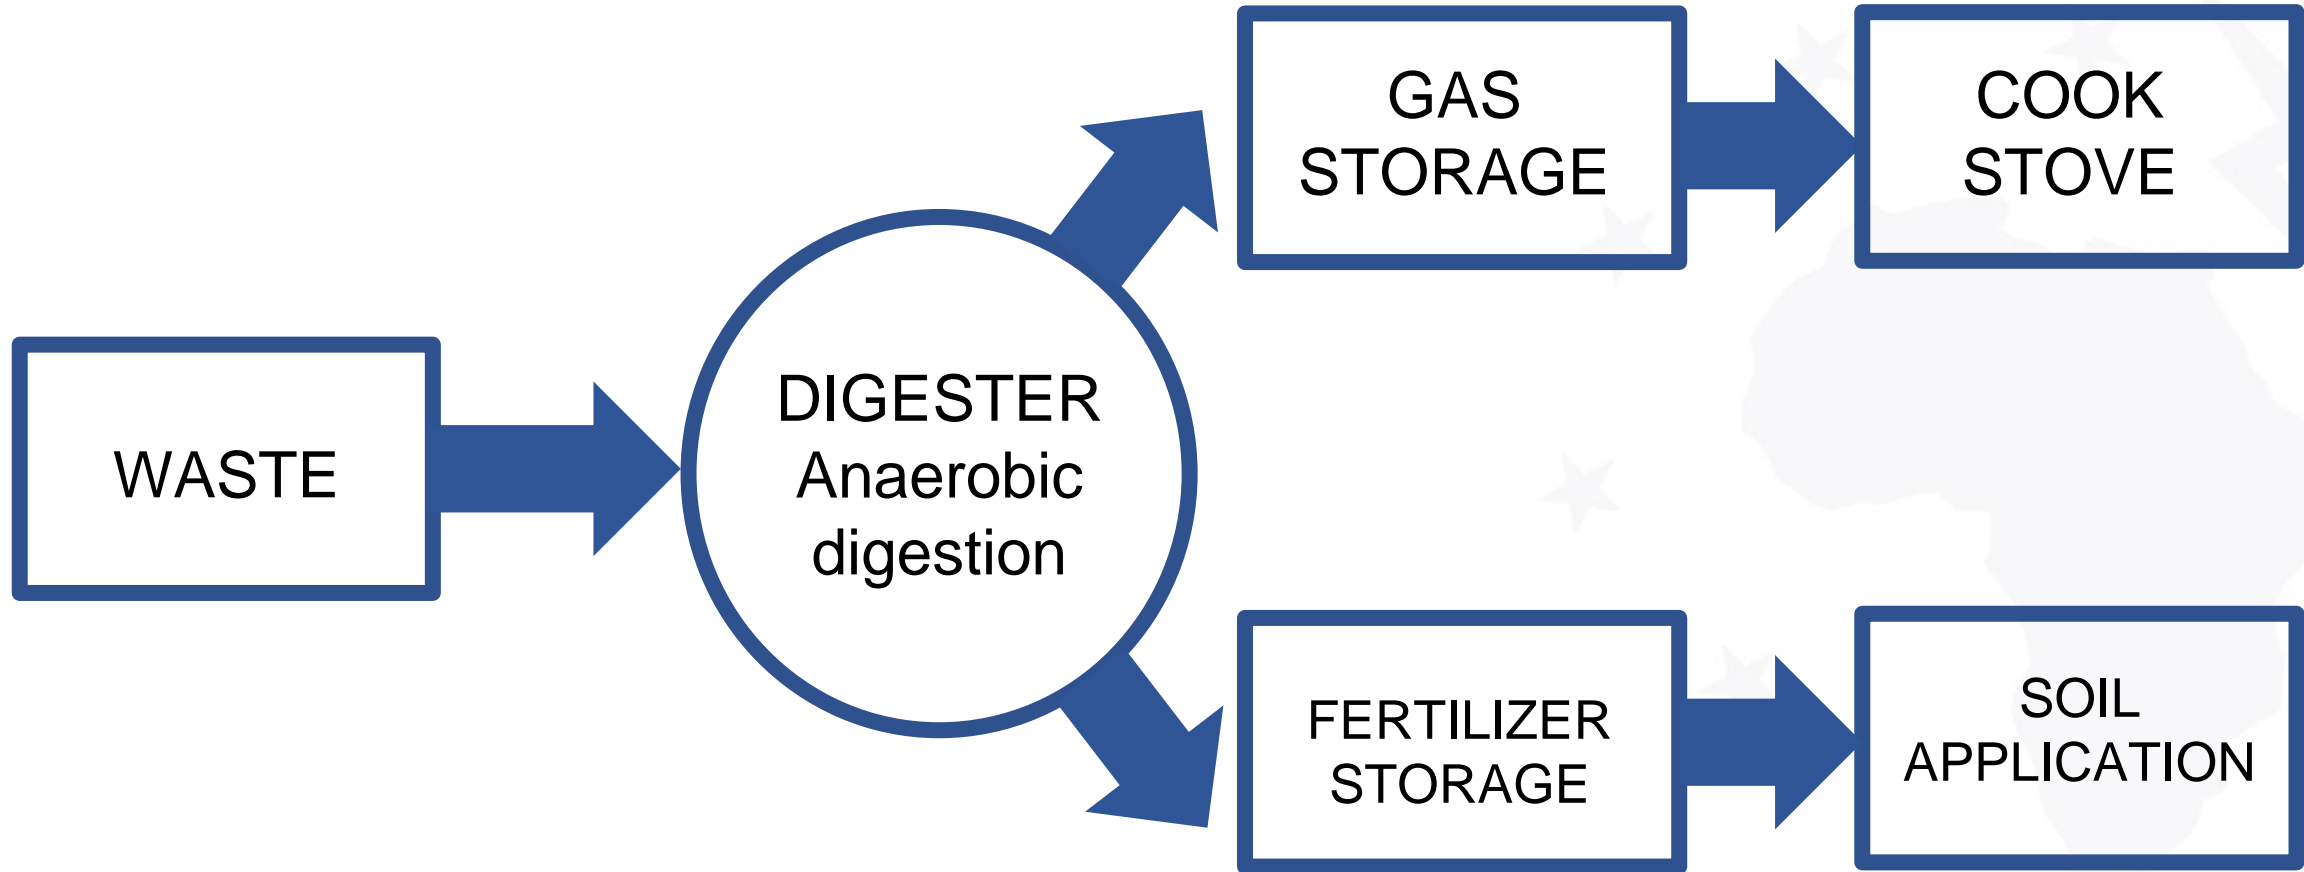 WASTE
DIGESTER
Anaerobic
digestion
GAS
STORAGE
COOK
STOVE
FERTILIZER
STORAGE
SOIL
APPLICATION